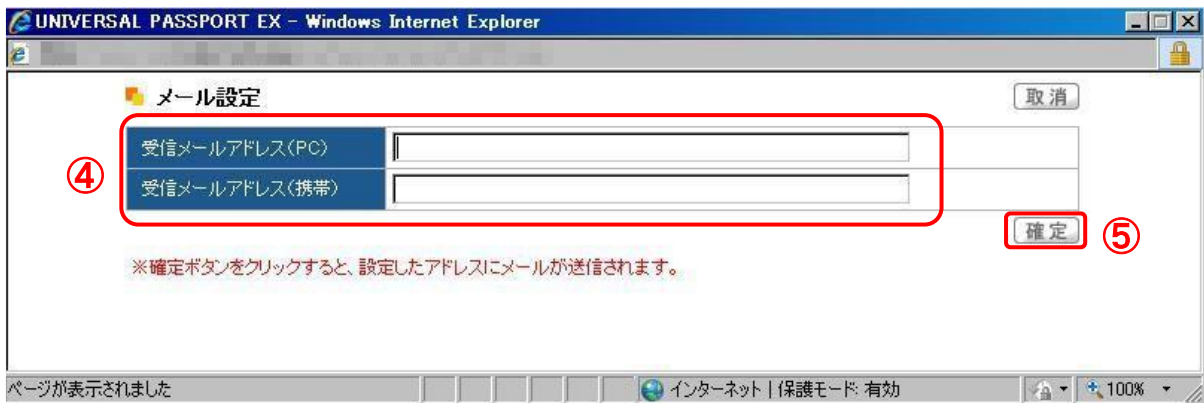 UNIVERSAL PASSPORT EX - Windows Internet Explorer
メール設定
取消
④
受信メールアドレス(PC)
受信メールアドレス(携帯)
確定
⑤
※確定ボタンをクリックすると、設定したアドレスにメールが送信されます。
ページが表示されました
インターネット | 保護モード: 有効
100%